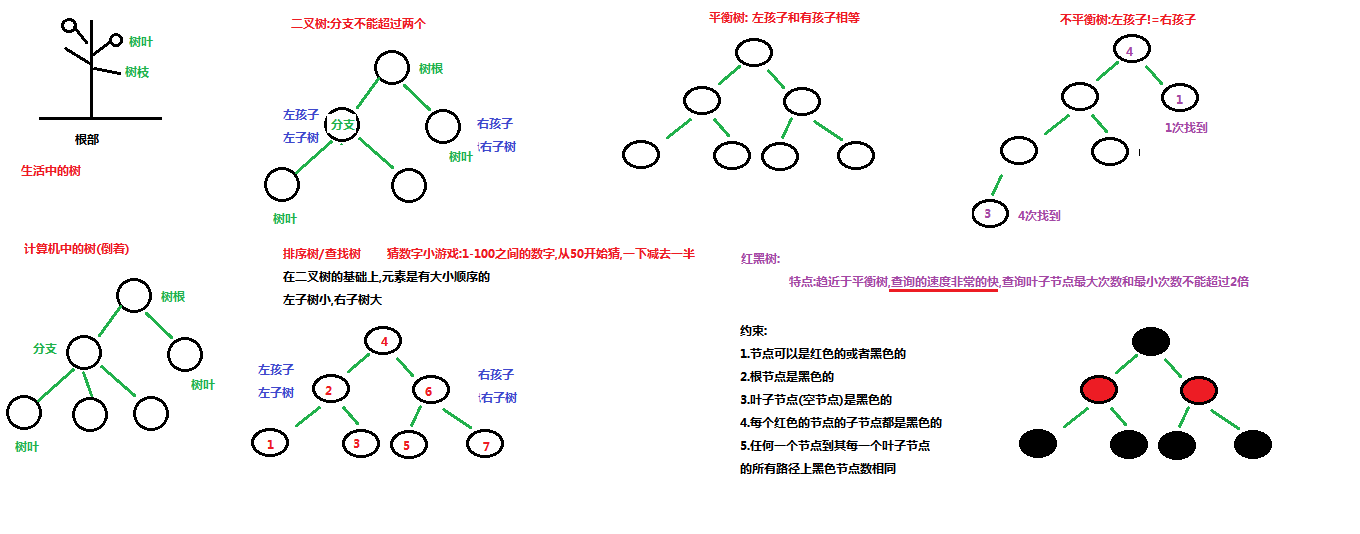 树叶
树枝
根部
生活中的树
二叉树:分支不能超过两个
树根
左孩子
左子树
分支
右孩子
右子树
树叶
树叶
平衡树: 左孩子和有孩子相等
不平衡树:左孩子!=右孩子
4
1
1次找到
3
4次找到
计算机中的树(倒着)
树根
分支
树叶
树叶
排序树/查找树 猜数字小游戏:1-100之间的数字,从50开始猜,一下减去一半
在二叉树的基础上,元素是有大小顺序的
左子树小,右子树大
4
左孩子
左子树
2
6
右孩子
右子树
1
3
5
7
红黑树:
特点:趋近于平衡树,查询的速度非常的快,查询叶子节点最大次数和最小次数不能超过2倍
约束:
1.节点可以是红色的或者黑色的
2.根节点是黑色的
3.叶子节点(空节点)是黑色的
4.每个红色的节点的子节点都是黑色的
5.任何一个节点到其每一个叶子节点
的所有路径上黑色节点数相同